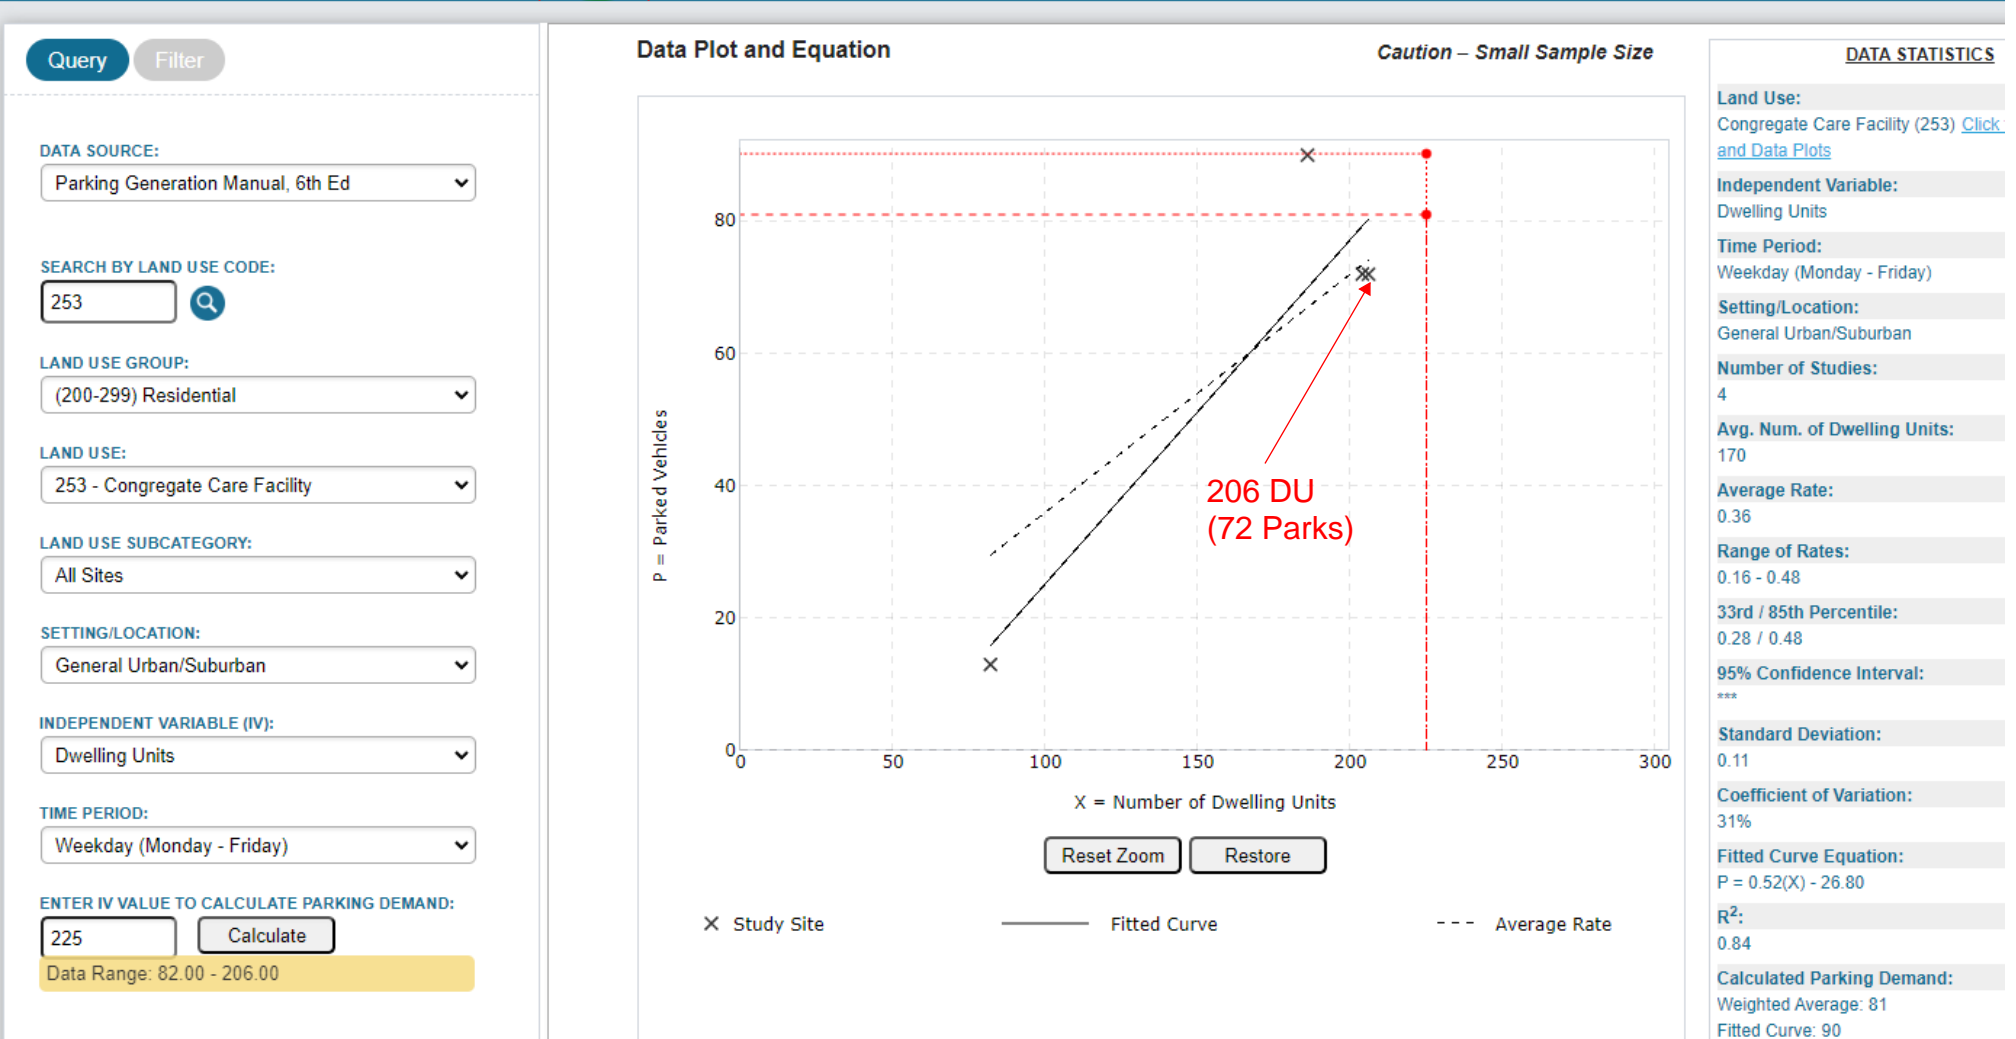 Query
Filter
DATA SOURCE:
Parking Generation Manual, 6th Ed
SEARCH BY LAND USE CODE:
253
LAND USE GROUP:
(200-299) Residential
LAND USE:
253 - Congregate Care Facility
LAND USE SUBCATEGORY:
All Sites
SETTING/LOCATION:
General Urban/Suburban
INDEPENDENT VARIABLE (IV):
Dwelling Units
TIME PERIOD:
Weekday (Monday - Friday)
ENTER IV VALUE TO CALCULATE PARKING DEMAND:
225
Calculate
Data Range: 82.00 - 206.00
Data Plot and Equation
Caution – Small Sample Size
P = Parked Vehicles
80
60
40
20
0
0 50 100 150 200 250 300
206 DU
(72 Parks)
X = Number of Dwelling Units
Reset Zoom
Restore
Study Site
Fitted Curve
Average Rate
DATA STATISTICS
Land Use:
Congregate Care Facility (253) Click
and Data Plots
Independent Variable:
Dwelling Units
Time Period:
Weekday (Monday - Friday)
Setting/Location:
General Urban/Suburban
Number of Studies:
4
Avg. Num. of Dwelling Units:
170
Average Rate:
0.36
Range of Rates:
0.16 - 0.48
33rd / 85th Percentile:
0.28 / 0.48
95% Confidence Interval:
***
Standard Deviation:
0.11
Coefficient of Variation:
31%
Fitted Curve Equation:
P = 0.52(X) - 26.80
R²:
0.84
Calculated Parking Demand:
Weighted Average: 81
Fitted Curve: 90